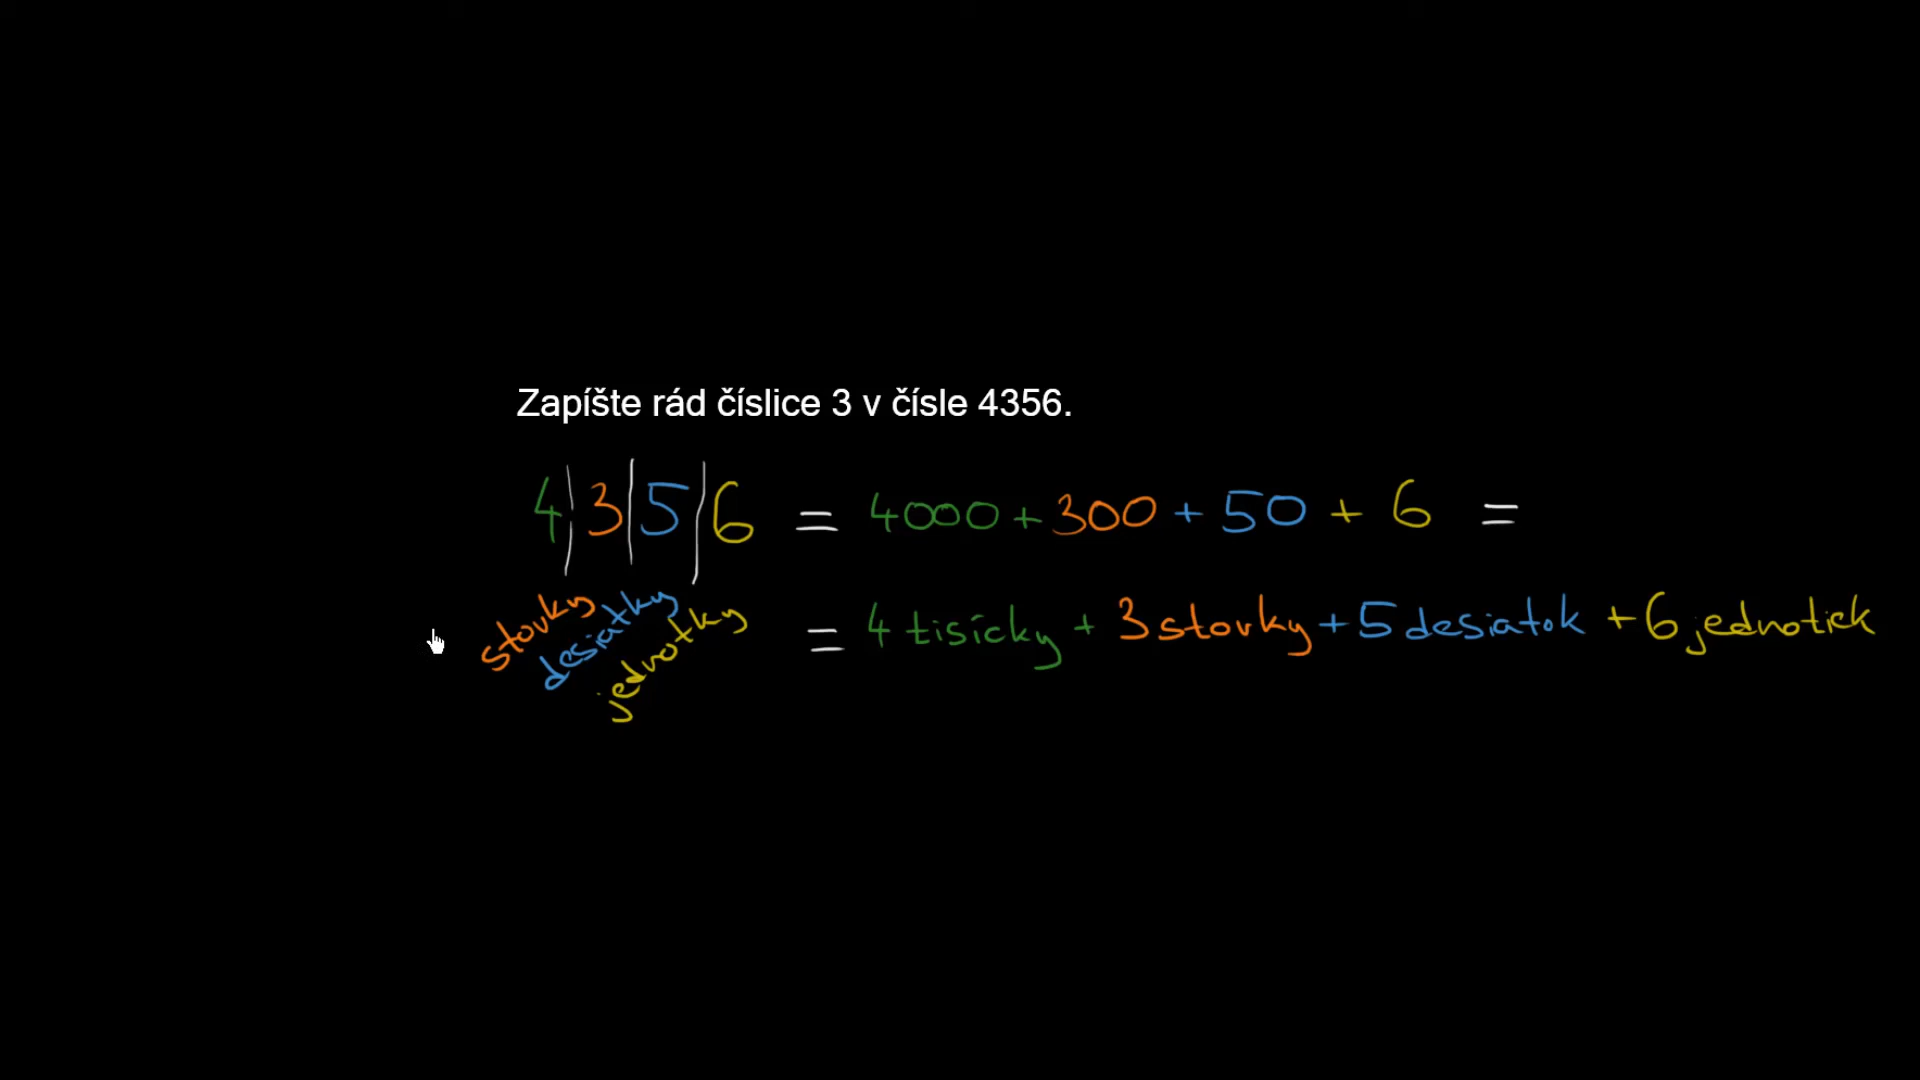 Zapíšte rád číslice 3 v čísle 4356.
4|3|5|6 = 4000 + 300 + 50 + 6 =
stovky desiatky jednotky = 4 tisícky + 3 stovky + 5 desiatok + 6 jednotiek